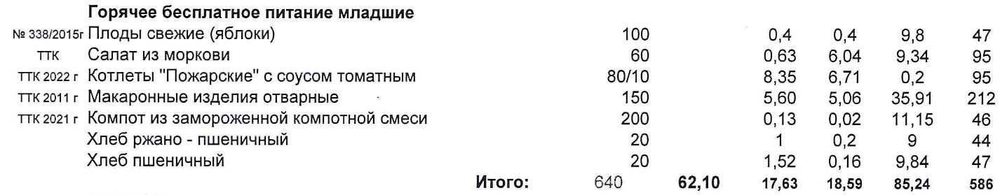 Горячее бесплатное питание младшие
№ 338/2015г Плоды свежие (яблоки) 100 0,4 0,4 9,8 47
ТТК Салат из моркови 60 0,63 6,04 9,34 95
ТТК 2022 г Котлеты "Пожарские" с соусом томатным 80/10 8,35 6,71 0,2 95
ТТК 2011 г Макаронные изделия отварные 150 5,60 5,06 35,91 212
ТТК 2021 г Компот из замороженной компотной смеси 200 0,13 0,02 11,15 46
Хлеб ржано - пшеничный 20 1 0,2 9 44
Хлеб пшеничный 20 1,52 0,16 9,84 47
Итого: 640 62,10 17,63 18,59 85,24 586